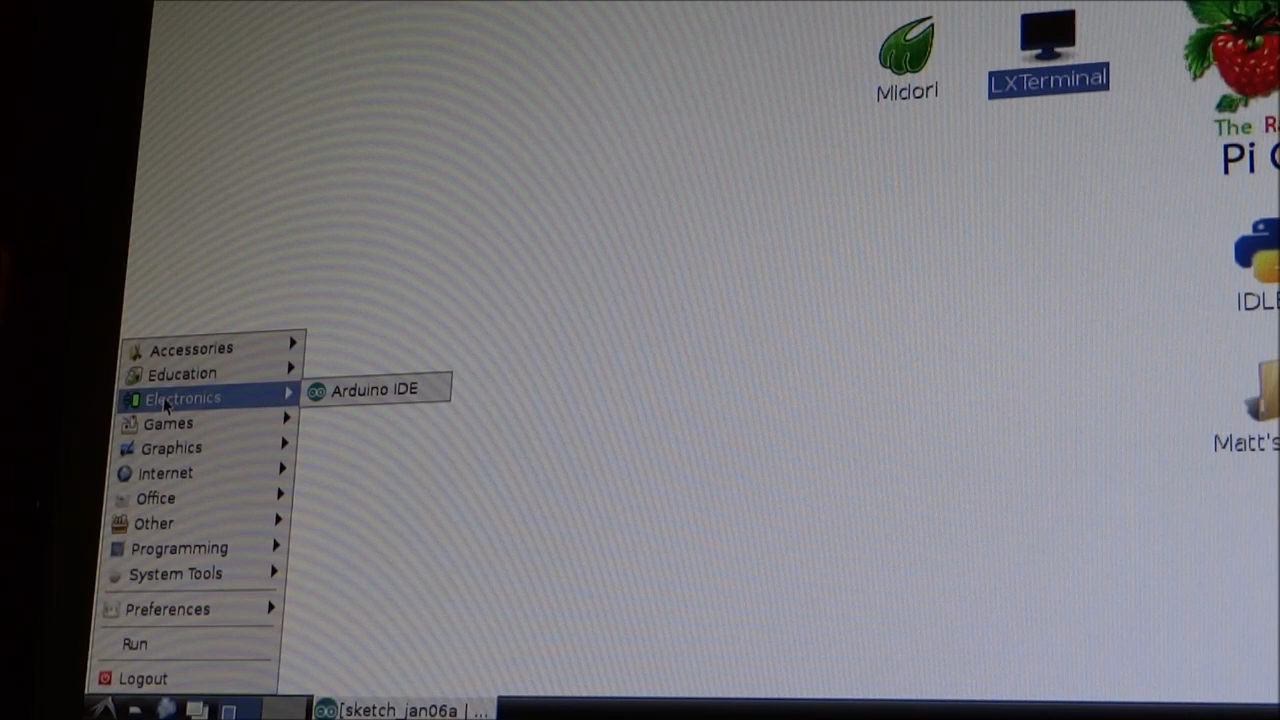 Midori
LXTerminal
The R
Pi
IDLE
Matt's
Accessories
Education
Electronics
Arduino IDE
Games
Graphics
Internet
Office
Other
Programming
System Tools
Preferences
Run
Logout
[sketch_jan06a | ...